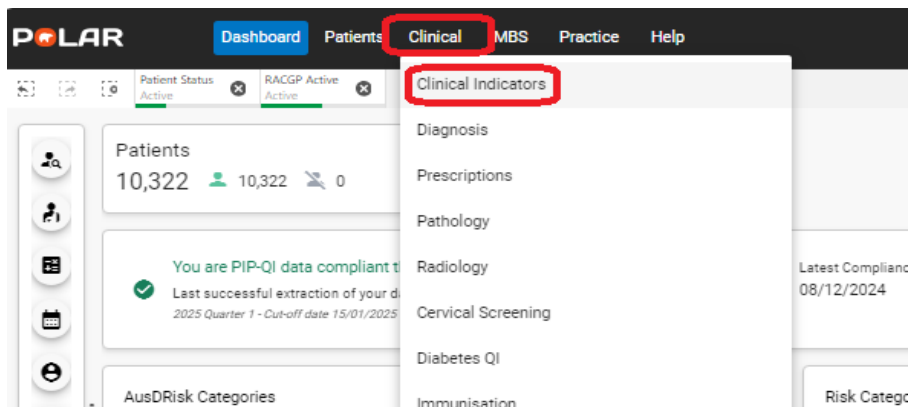 POLAR
Dashboard Patients Clinical MBS Practice Help
Patient Status
Active
RACGP Active
Active
Clinical Indicators
Diagnosis
Prescriptions
Pathology
Radiology
Cervical Screening
Diabetes QI
Immunisation
Patients
10,322 10,322 0
You are PIP-QI data compliant t
Last successful extraction of your d
2025 Quarter 1 - Cut-off date 15/01/2025
Latest Complianc
08/12/2024
AusDRisk Categories
Risk Catego